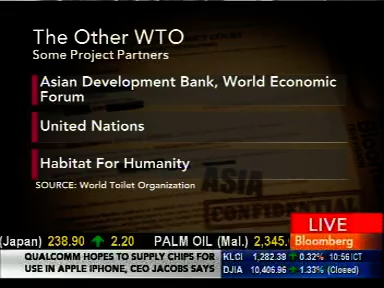 The Other WTO
Some Project Partners
Asian Development Bank, World Economic
Forum
United Nations
Habitat For Humanity
SOURCE: World Toilet Organization
ASIA
CONFIDENTIAL
LIVE
(Japan) 238.90 2.20 PALM OIL (Mal.) 2,345.
Bloomberg
QUALCOMM HOPES TO SUPPLY CHIPS FOR
USE IN APPLE IPHONE, CEO JACOBS SAYS
KLCI 1,282.39 0.32% 10:56 CT
DJIA 10,406.96 1.33% (Closed)